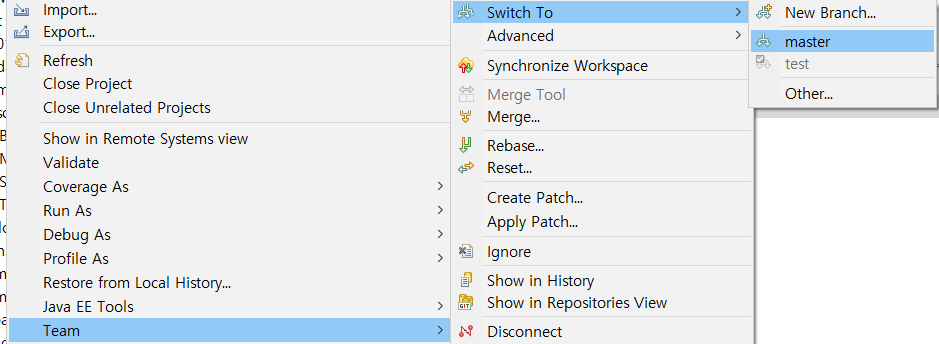 Import...
Export...
Refresh
Close Project
Close Unrelated Projects
Show in Remote Systems view
Validate
Coverage As
Run As
Debug As
Profile As
Restore from Local History...
Java EE Tools
Team
Switch To
Advanced
Synchronize Workspace
Merge Tool
Merge...
Rebase...
Reset...
Create Patch...
Apply Patch...
Ignore
Show in History
GIT Show in Repositories View
Disconnect
New Branch...
master
test
Other...